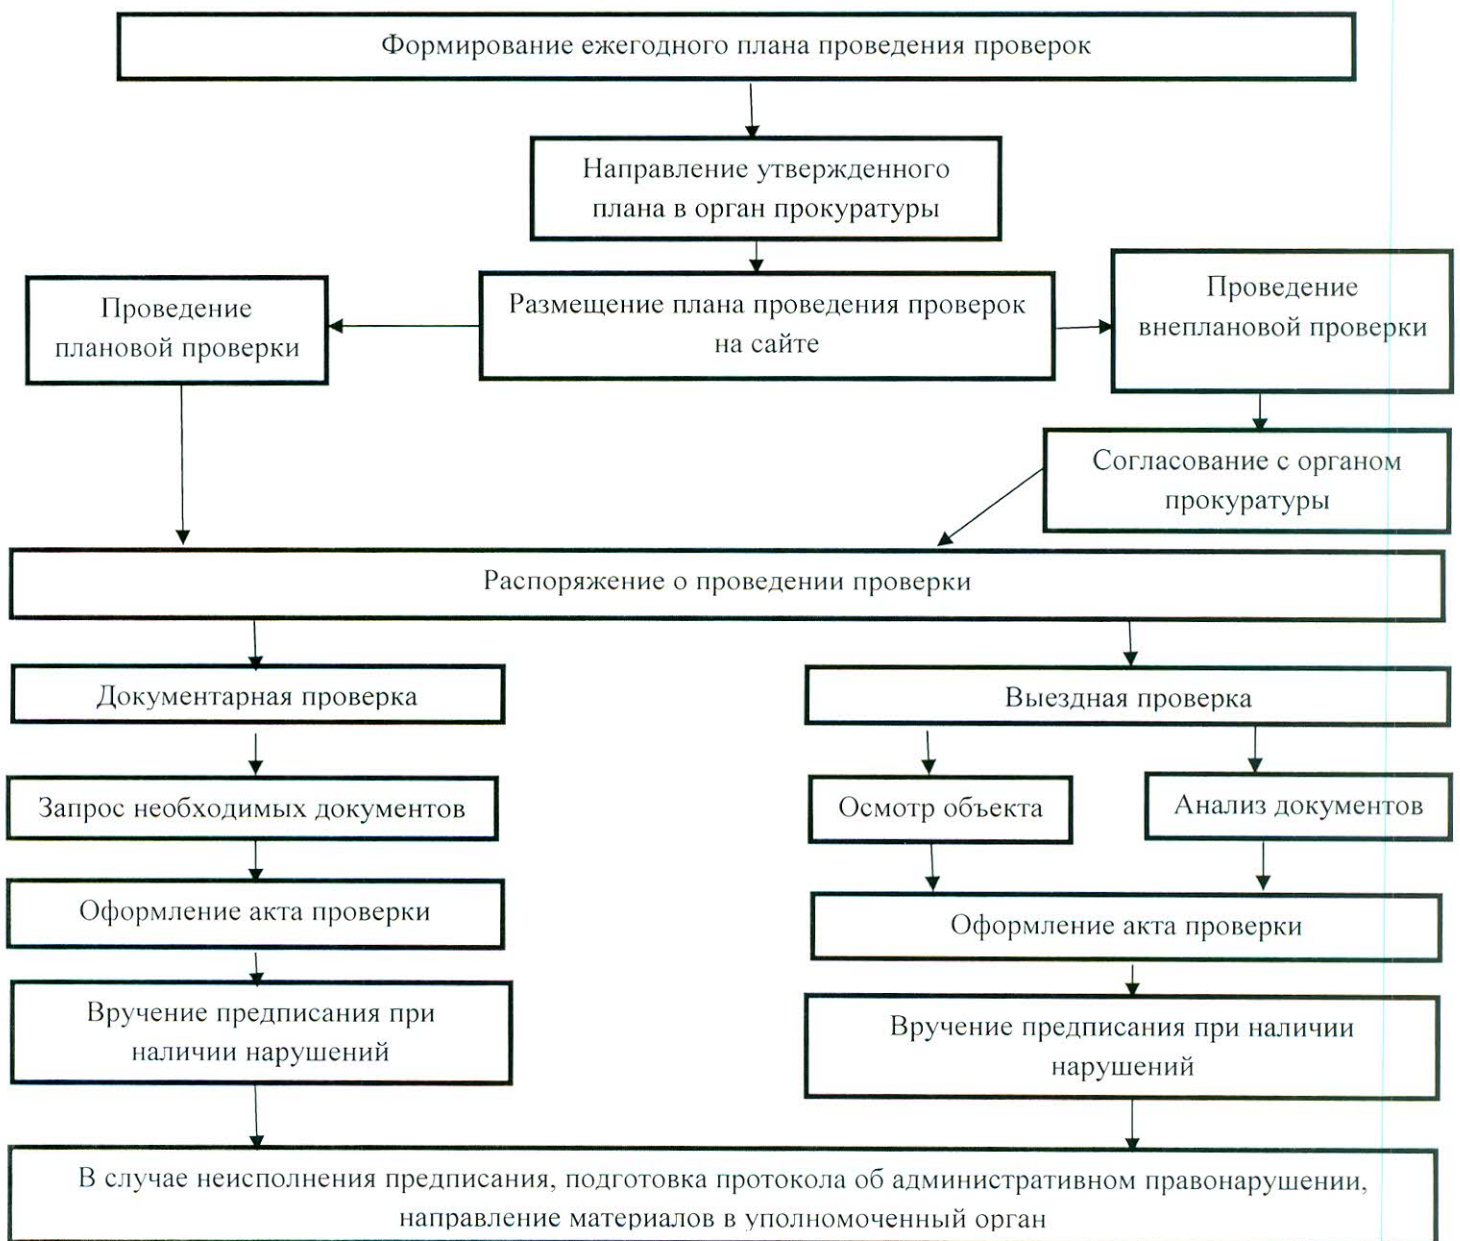 Формирование ежегодного плана проведения проверок
Направление утвержденного
плана в орган прокуратуры
Проведение
плановой проверки
Размещение плана проведения проверок
на сайте
Проведение
внеплановой проверки
Согласование с органом
прокуратуры
Распоряжение о проведении проверки
Документарная проверка
Выездная проверка
Запрос необходимых документов
Осмотр объекта
Анализ документов
Оформление акта проверки
Оформление акта проверки
Вручение предписания при
наличии нарушений
Вручение предписания при наличии
нарушений
В случае неисполнения предписания, подготовка протокола об административном правонарушении,
направление материалов в уполномоченный орган